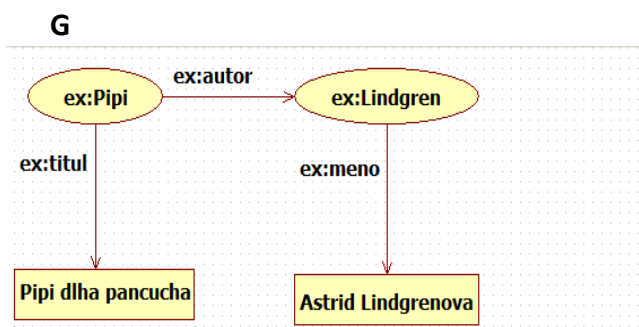 G
ex:autor
ex:Pipi
ex:Lindgren
ex:titul
ex:meno
Pipi dlha pancucha
Astrid Lindgrenova